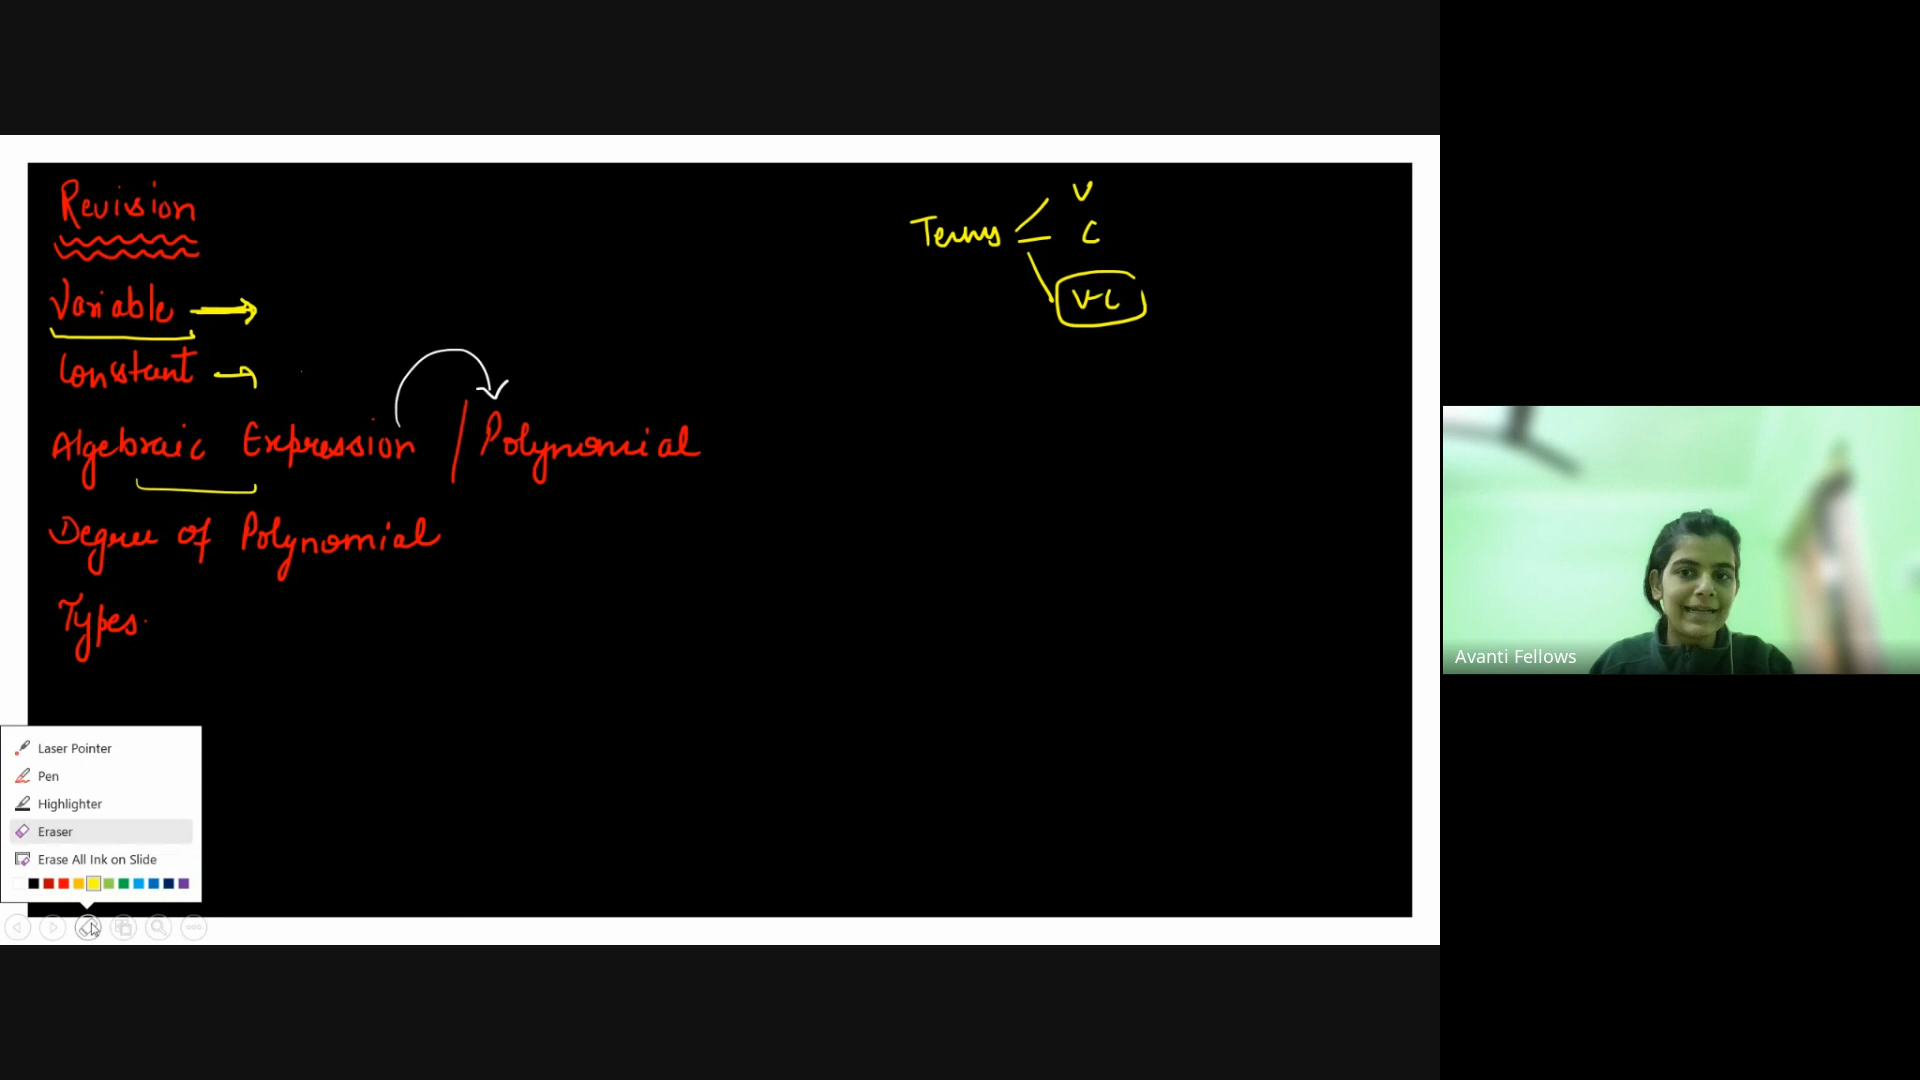 Revision
Variable →
Constant →
Algebraic Expression / Polynomial
Degree of Polynomial
Types
Terms
V
C
V-C
Laser Pointer
Pen
Highlighter
Eraser
Erase All Ink on Slide
Avanti Fellows